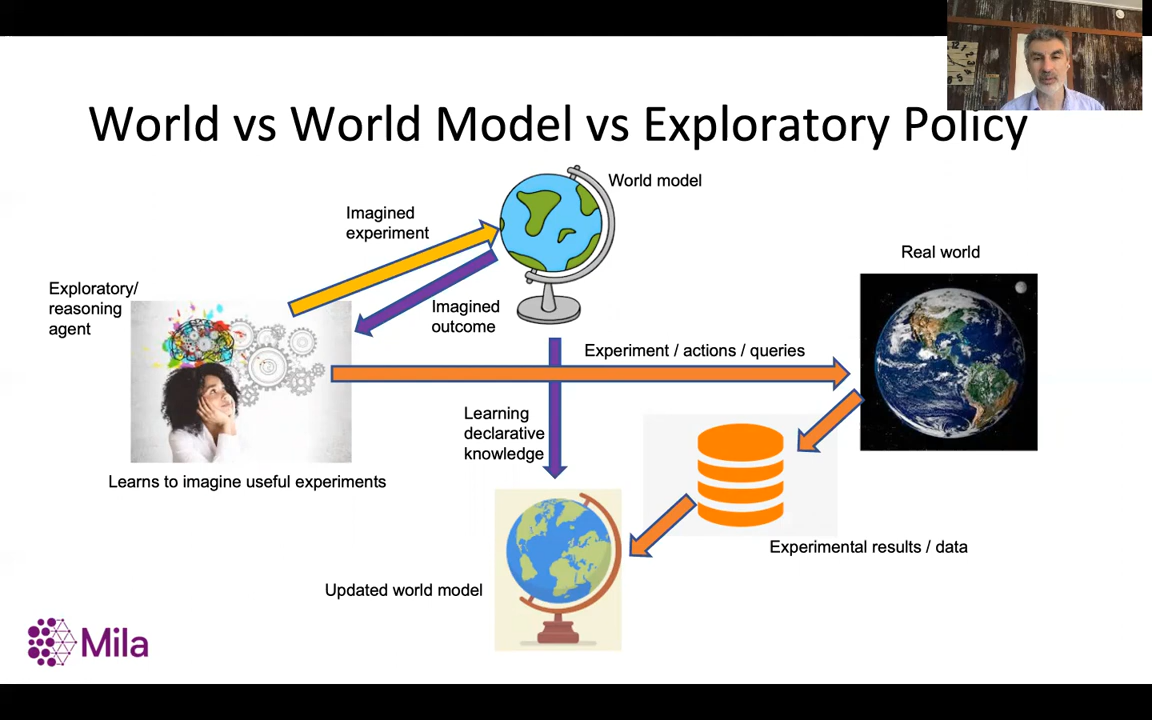 World vs World Model vs Exploratory Policy
World model
Imagined
experiment
Real world
Exploratory/
reasoning
agent
Imagined
outcome
Experiment / actions / queries
Learning
declarative
knowledge
Learns to imagine useful experiments
Experimental results / data
Updated world model
Mila